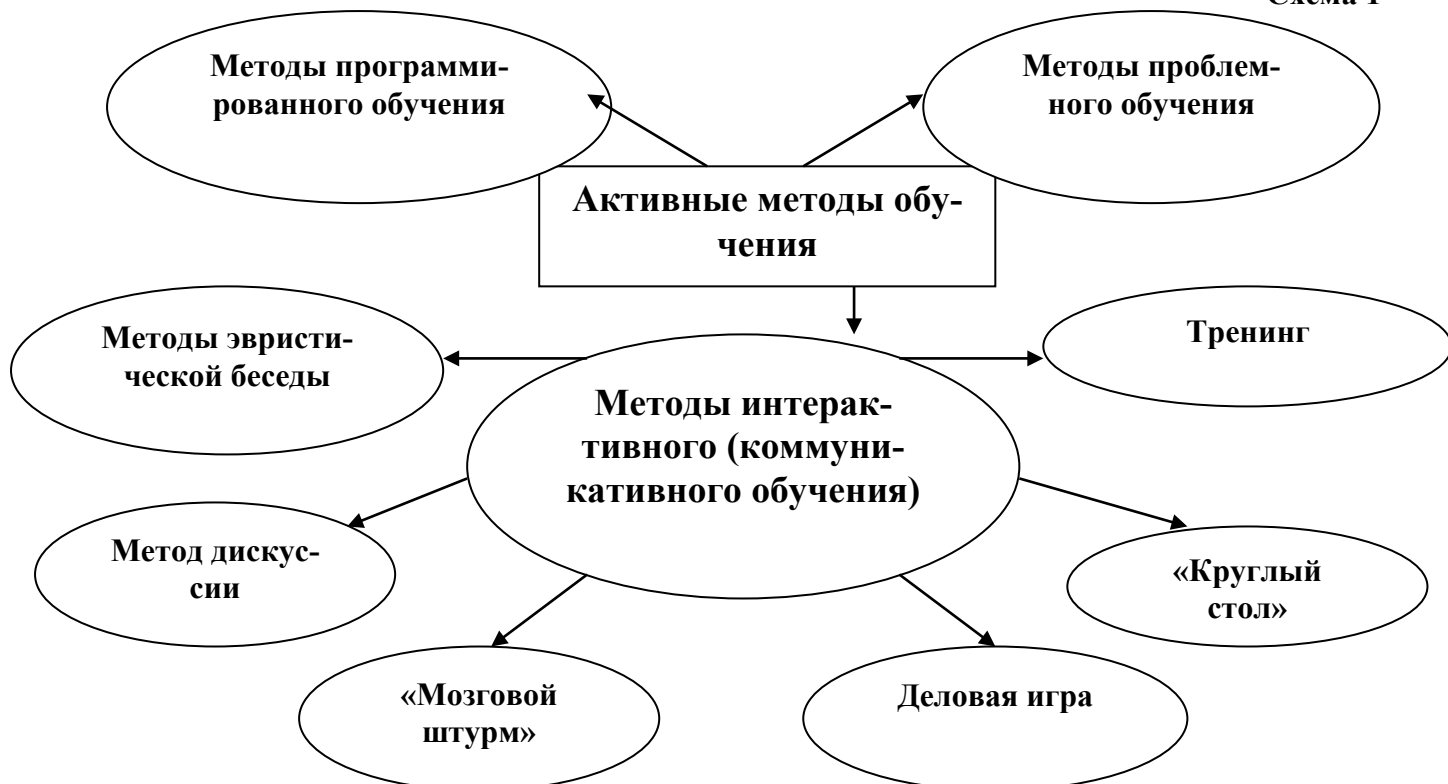 Схема 1
Методы программи-
рованного обучения
Методы проблем-
ного обучения
Активные методы обу-
чения
Методы эвристи-
ческой беседы
Тренинг
Методы интерак-
тивного (коммуни-
кативного обучения)
Метод дискус-
сии
«Круглый
стол»
«Мозговой
штурм»
Деловая игра